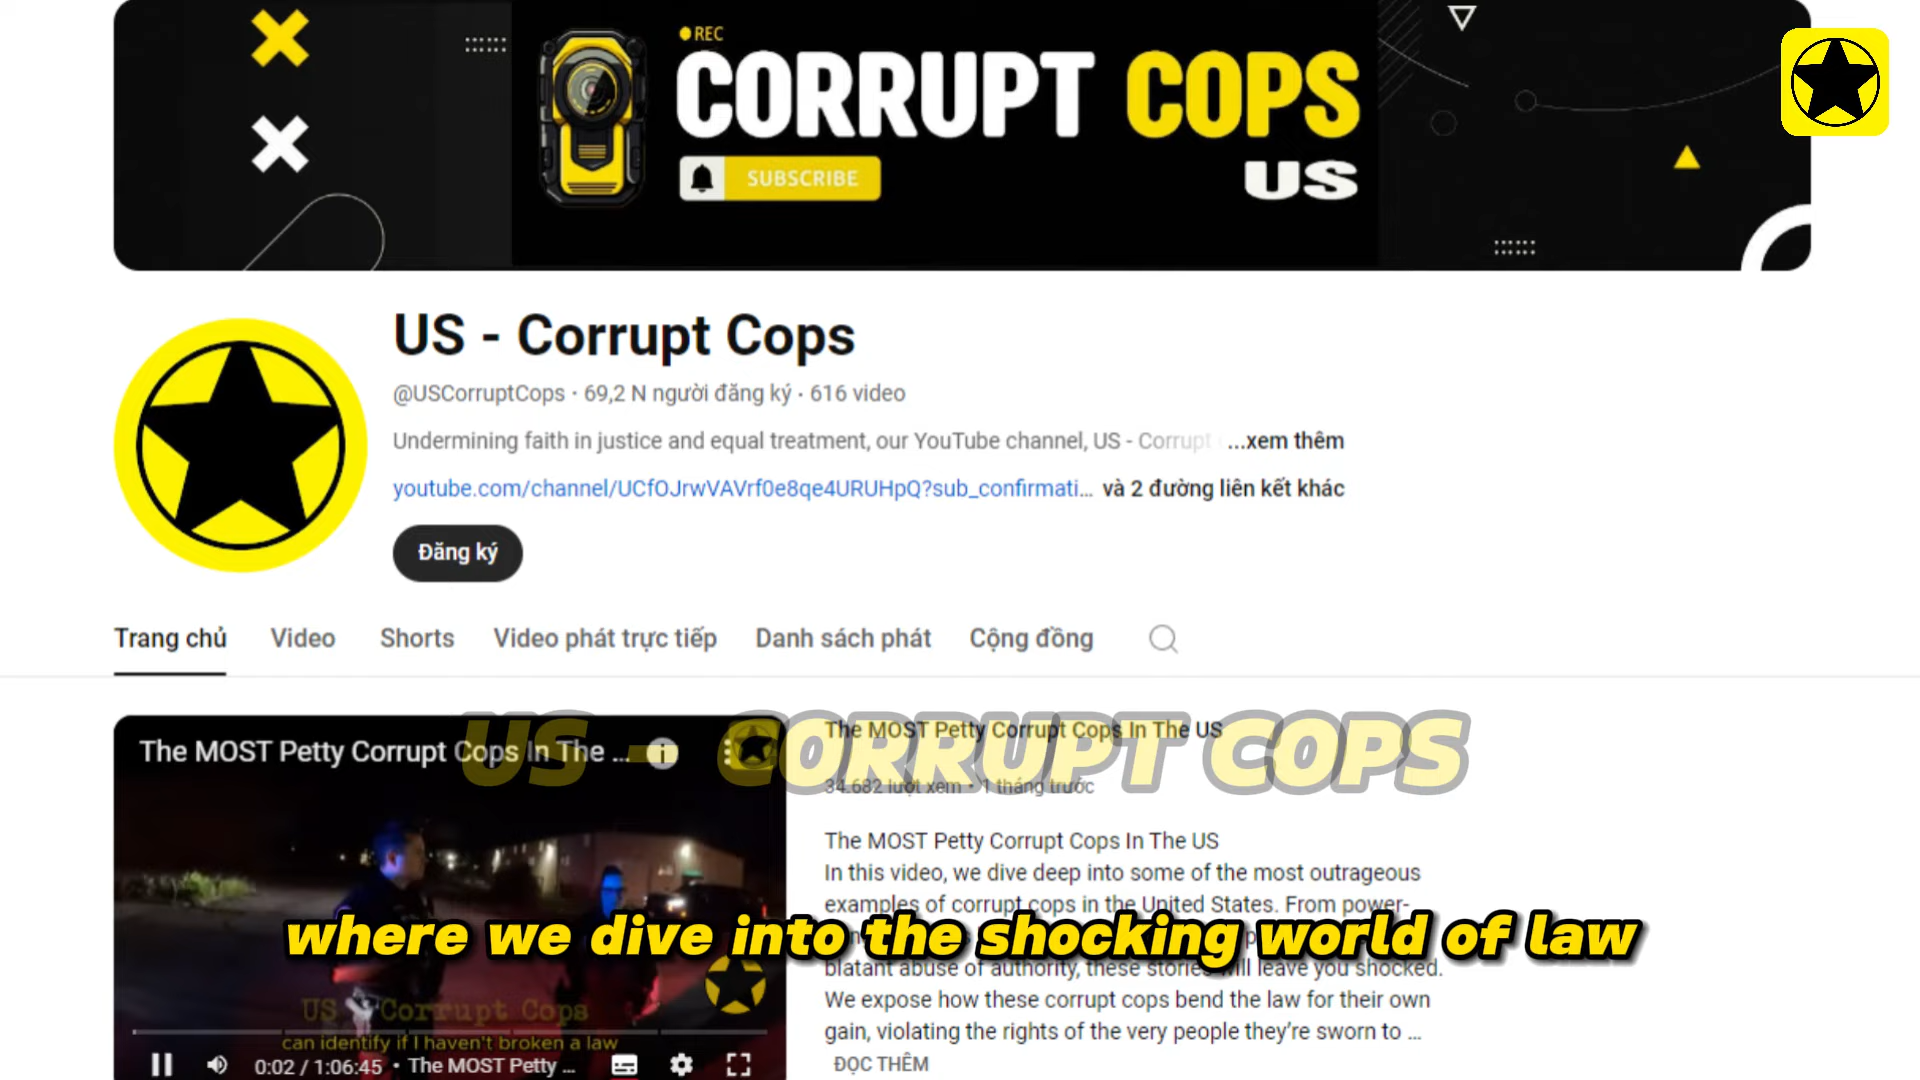 REC
CORRUPT COPS
SUBSCRIBE
US
US - Corrupt Cops
@USCorruptCops · 69,2 N người đăng ký · 616 video
Undermining faith in justice and equal treatment, our YouTube channel, US - Corrupt ...xem thêm
youtube.com/channel/UCfOJrwVAVrf0e8qe4URUHpQ?sub_confirmati... và 2 đường liên kết khác
Đăng ký
Trang chủ Video Shorts Video phát trực tiếp Danh sách phát Cộng đồng
The MOST Petty Corrupt Cops In The ...
US - CORRUPT COPS
The MOST Petty Corrupt Cops In The US
34.682 lượt xem • 1 tháng trước
The MOST Petty Corrupt Cops In The US
In this video, we dive deep into some of the most outrageous
examples of corrupt cops in the United States. From power-
where we dive into the shocking world of law
blatant abuse of authority, these stories will leave you shocked.
We expose how these corrupt cops bend the law for their own
gain, violating the rights of the very people they're sworn to ...
ĐỌC THÊM
US - Corrupt Cops
can identify if I haven't broken a law
0:02 / 1:06:45 • The MOST Petty ...